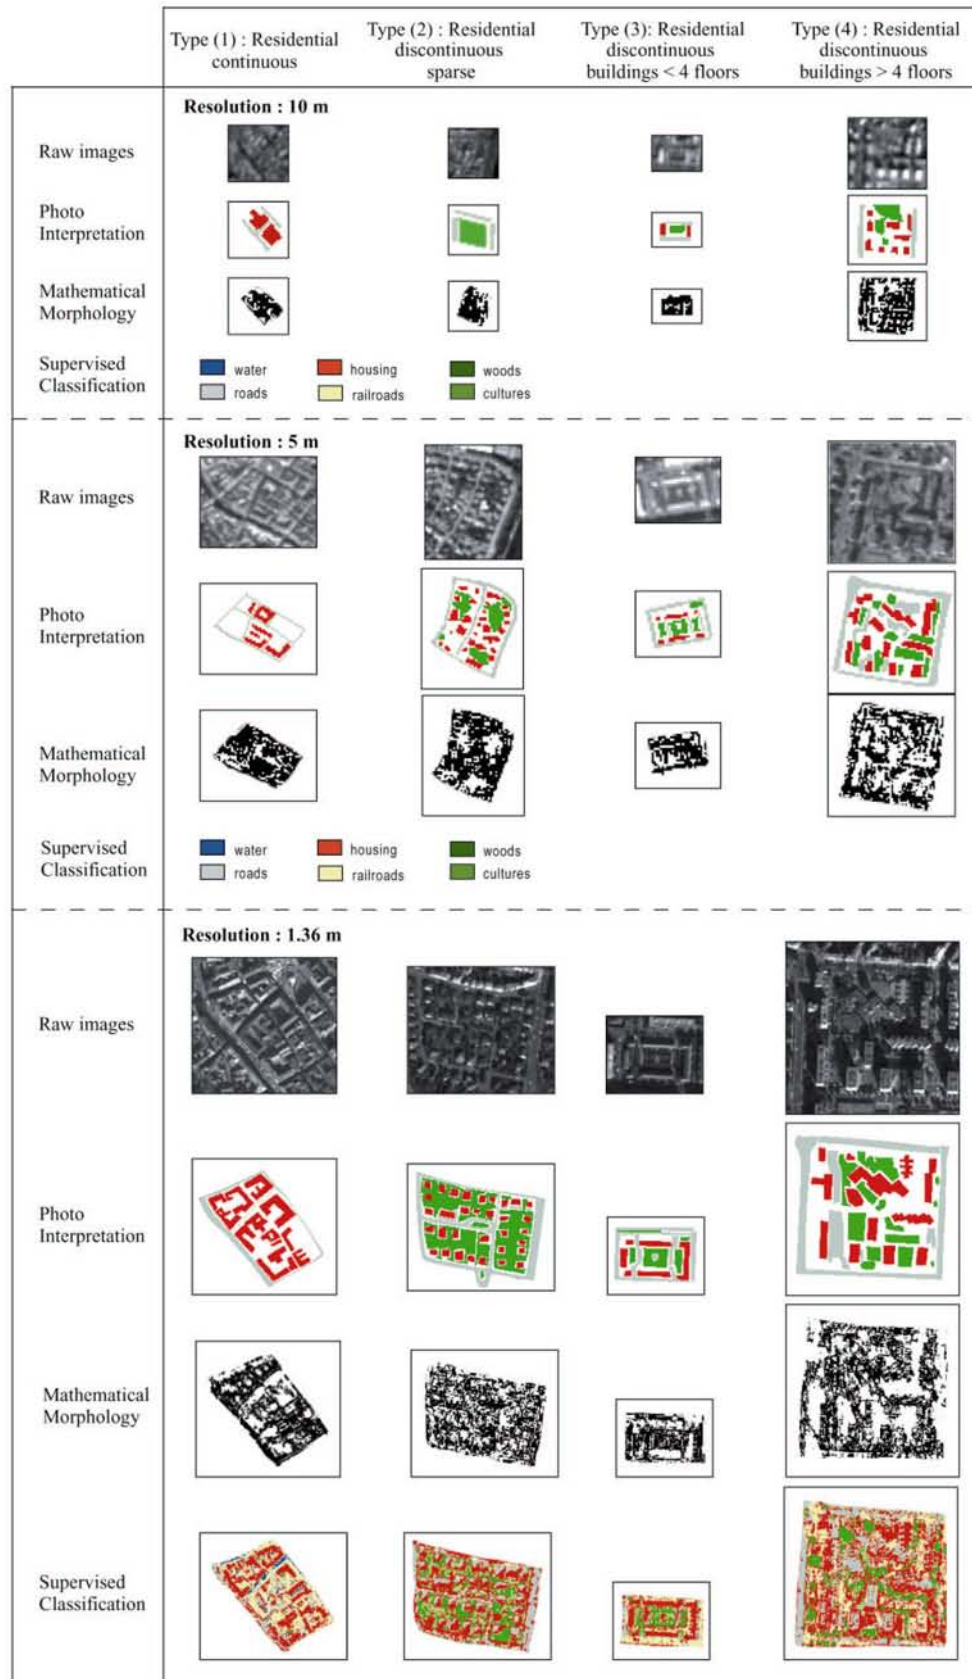 Type (1) : Residential
continuous
Type (2) : Residential
discontinuous
sparse
Type (3): Residential
discontinuous
buildings < 4 floors
Type (4) : Residential
discontinuous
buildings > 4 floors
Resolution : 10 m
Raw images
Photo
Interpretation
Mathematical
Morphology
Supervised
Classification
water
housing
woods
roads
railroads
cultures
Resolution : 5 m
Raw images
Photo
Interpretation
Mathematical
Morphology
Supervised
Classification
water
housing
woods
roads
railroads
cultures
Resolution : 1.36 m
Raw images
Photo
Interpretation
Mathematical
Morphology
Supervised
Classification